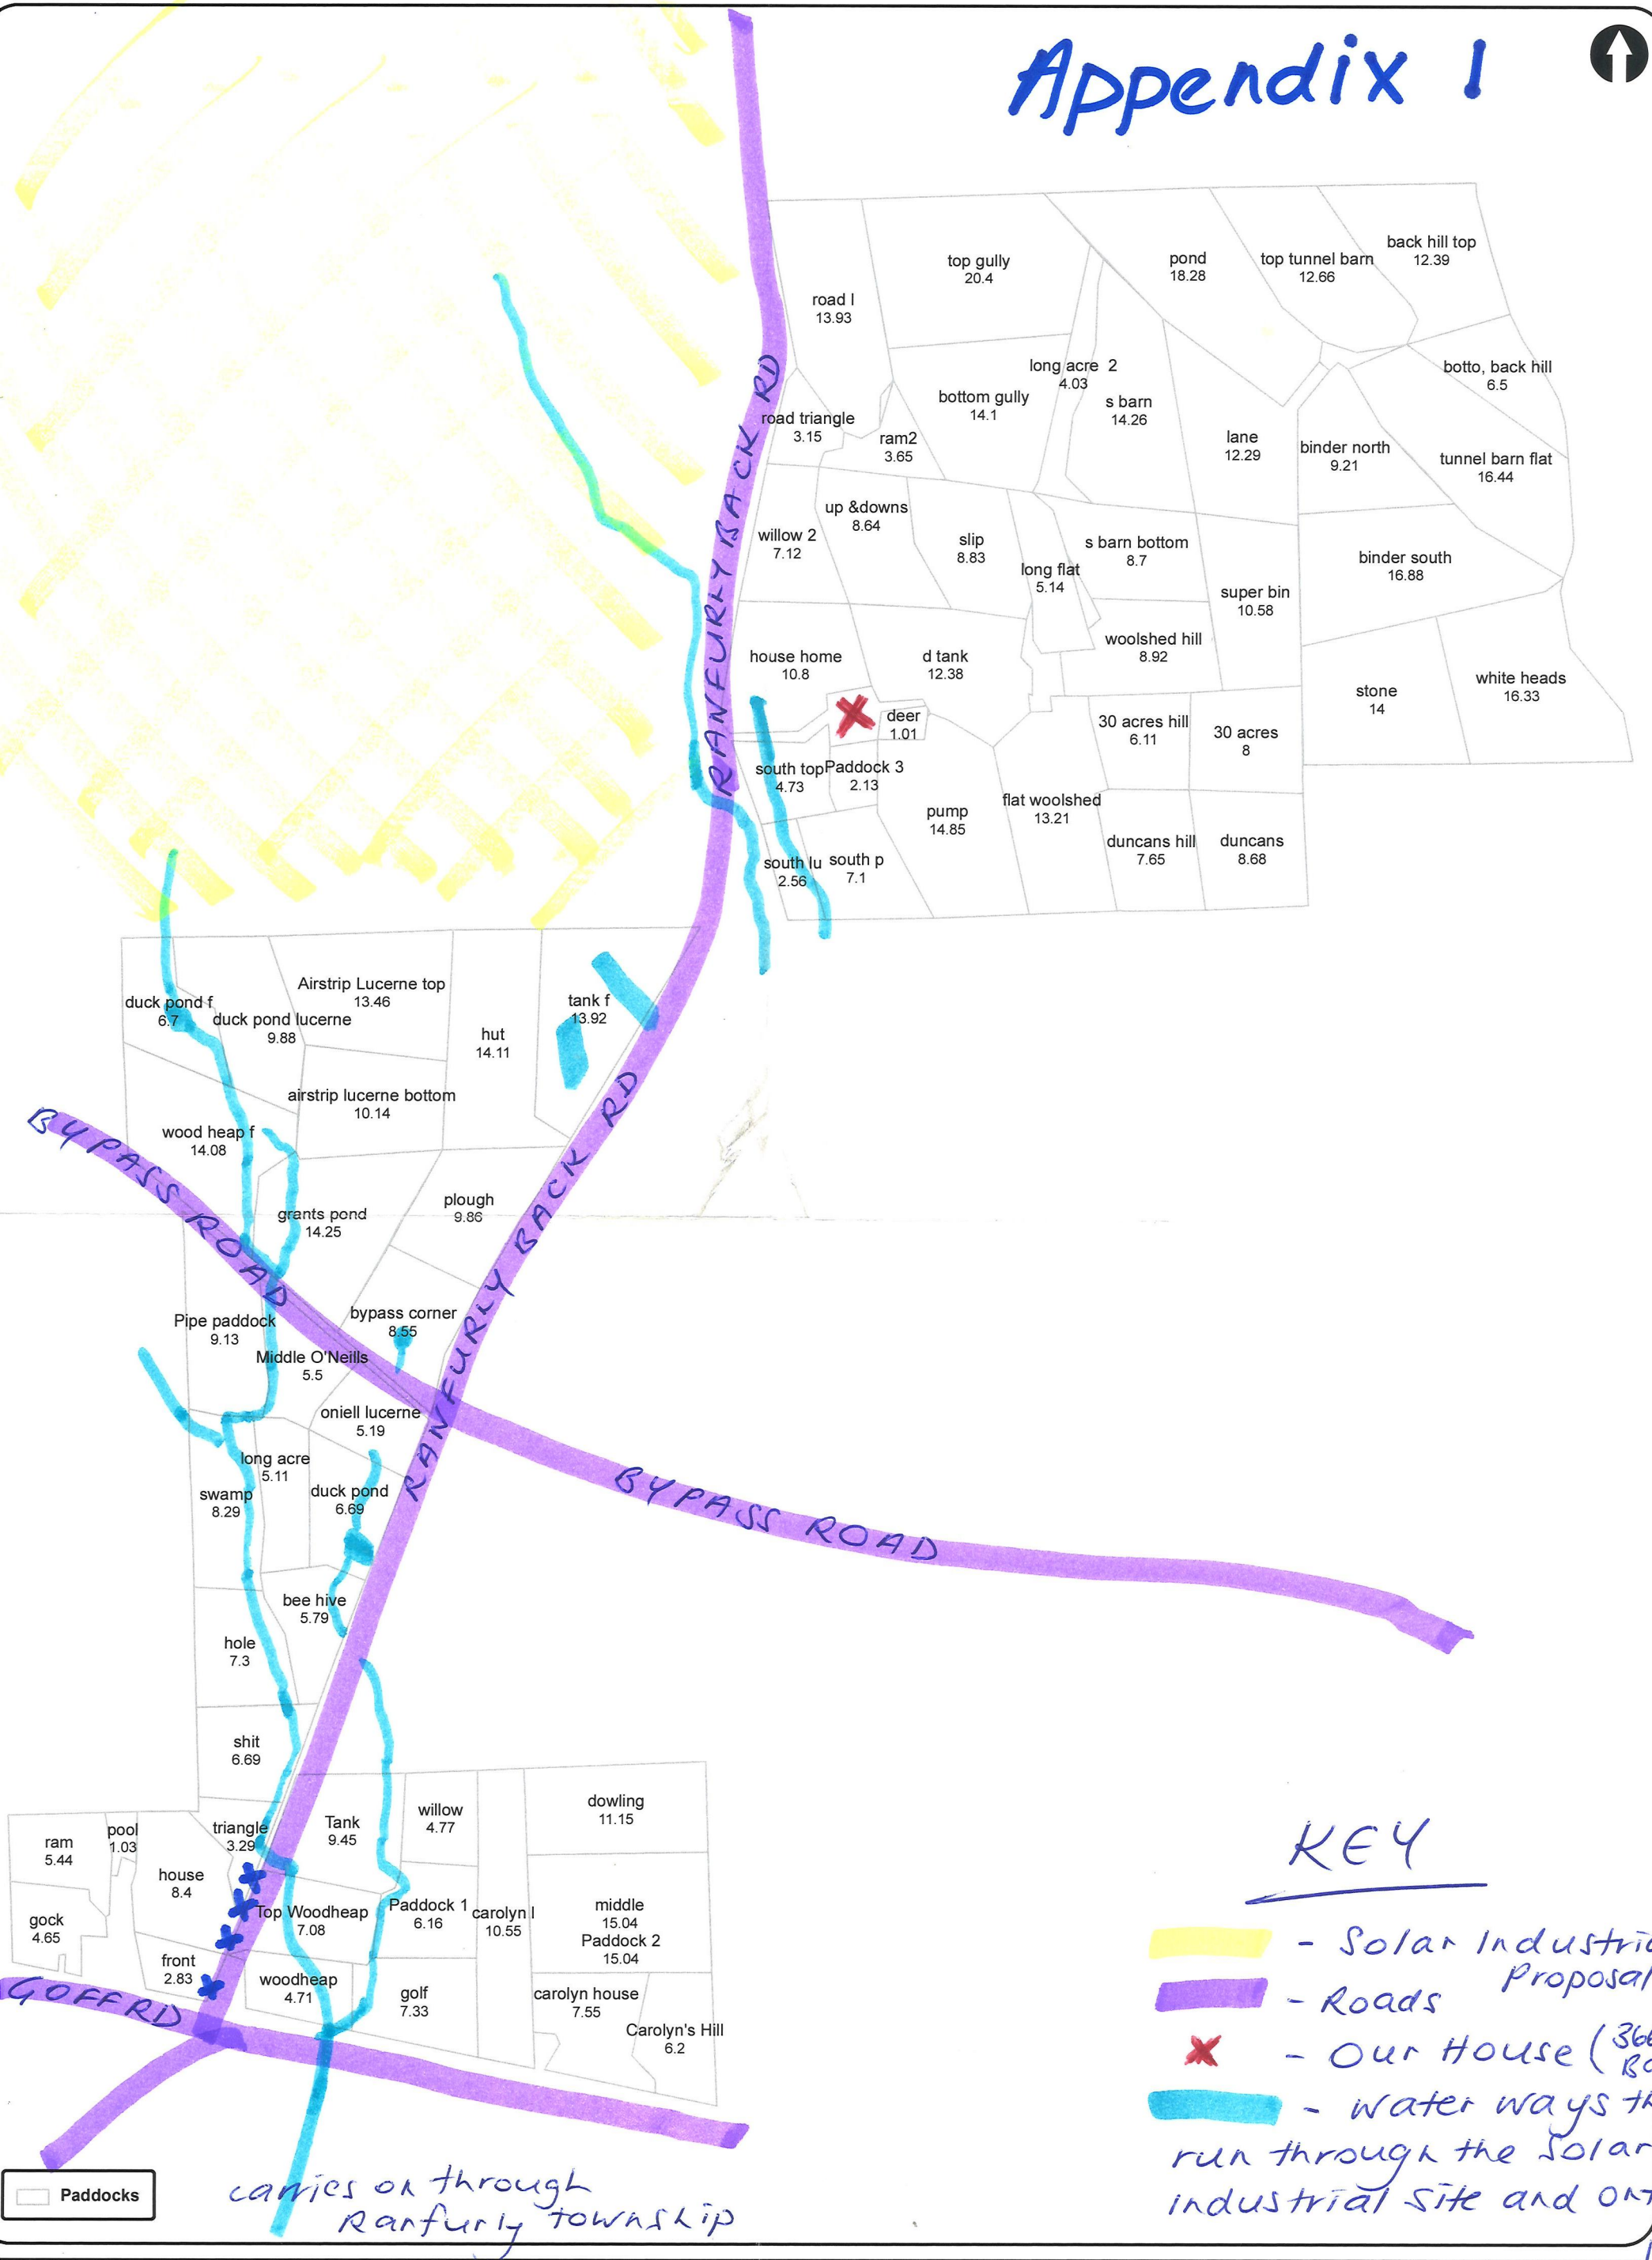 Appendix 1
RANFURLY BACK RD
back hill top
12.39
top gully
20.4
pond
18.28
top tunnel barn
12.66
road l
13.93
long acre 2
4.03
botto, back hill
6.5
bottom gully
14.1
s barn
14.26
road triangle
3.15
ram2
3.65
lane
12.29
binder north
9.21
tunnel barn flat
16.44
up &downs
8.64
willow 2
7.12
slip
8.83
s barn bottom
8.7
binder south
16.88
long flat
5.14
super bin
10.58
woolshed hill
8.92
house home
10.8
d tank
12.38
stone
14
white heads
16.33
deer
1.01
30 acres hill
6.11
30 acres
8
south top
4.73
Paddock 3
2.13
flat woolshed
13.21
pump
14.85
duncans hill
7.65
duncans
8.68
south lu
2.56
south p
7.1
Airstrip Lucerne top
13.46
duck pond f
6.7
duck pond lucerne
9.88
tank f
13.92
hut
14.11
airstrip lucerne bottom
10.14
RANFURLY BACK RD
BYPASS ROAD
wood heap f
14.08
plough
9.86
grants pond
14.25
bypass corner
8.55
Pipe paddock
9.13
Middle O'Neills
5.5
oniell lucerne
5.19
long acre
5.11
swamp
8.29
duck pond
6.69
BYPASS ROAD
bee hive
5.79
hole
7.3
shit
6.69
dowling
11.15
willow
4.77
Tank
9.45
triangle
3.29
pool
1.03
ram
5.44
house
8.4
gock
4.65
Top Woodheap
7.08
Paddock 1
6.16
carolyn l
10.55
middle
15.04
Paddock 2
15.04
front
2.83
woodheap
4.71
golf
7.33
carolyn house
7.55
Carolyn's Hill
6.2
GOFF RD
KEY
- Solar Industri
Proposal
- Roads
- Our House (36
- Water ways th
run through the Solar
industrial site and ont
Paddocks
carries on through
Ranfurly township